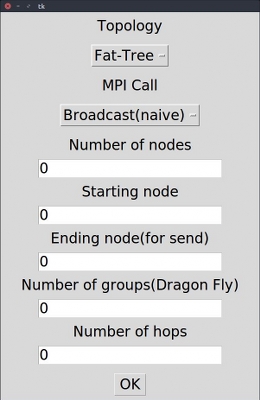 tk
Topology
Fat-Tree
MPI Call
Broadcast(naive)
Number of nodes
0
Starting node
0
Ending node(for send)
0
Number of groups(Dragon Fly)
0
Number of hops
0
OK